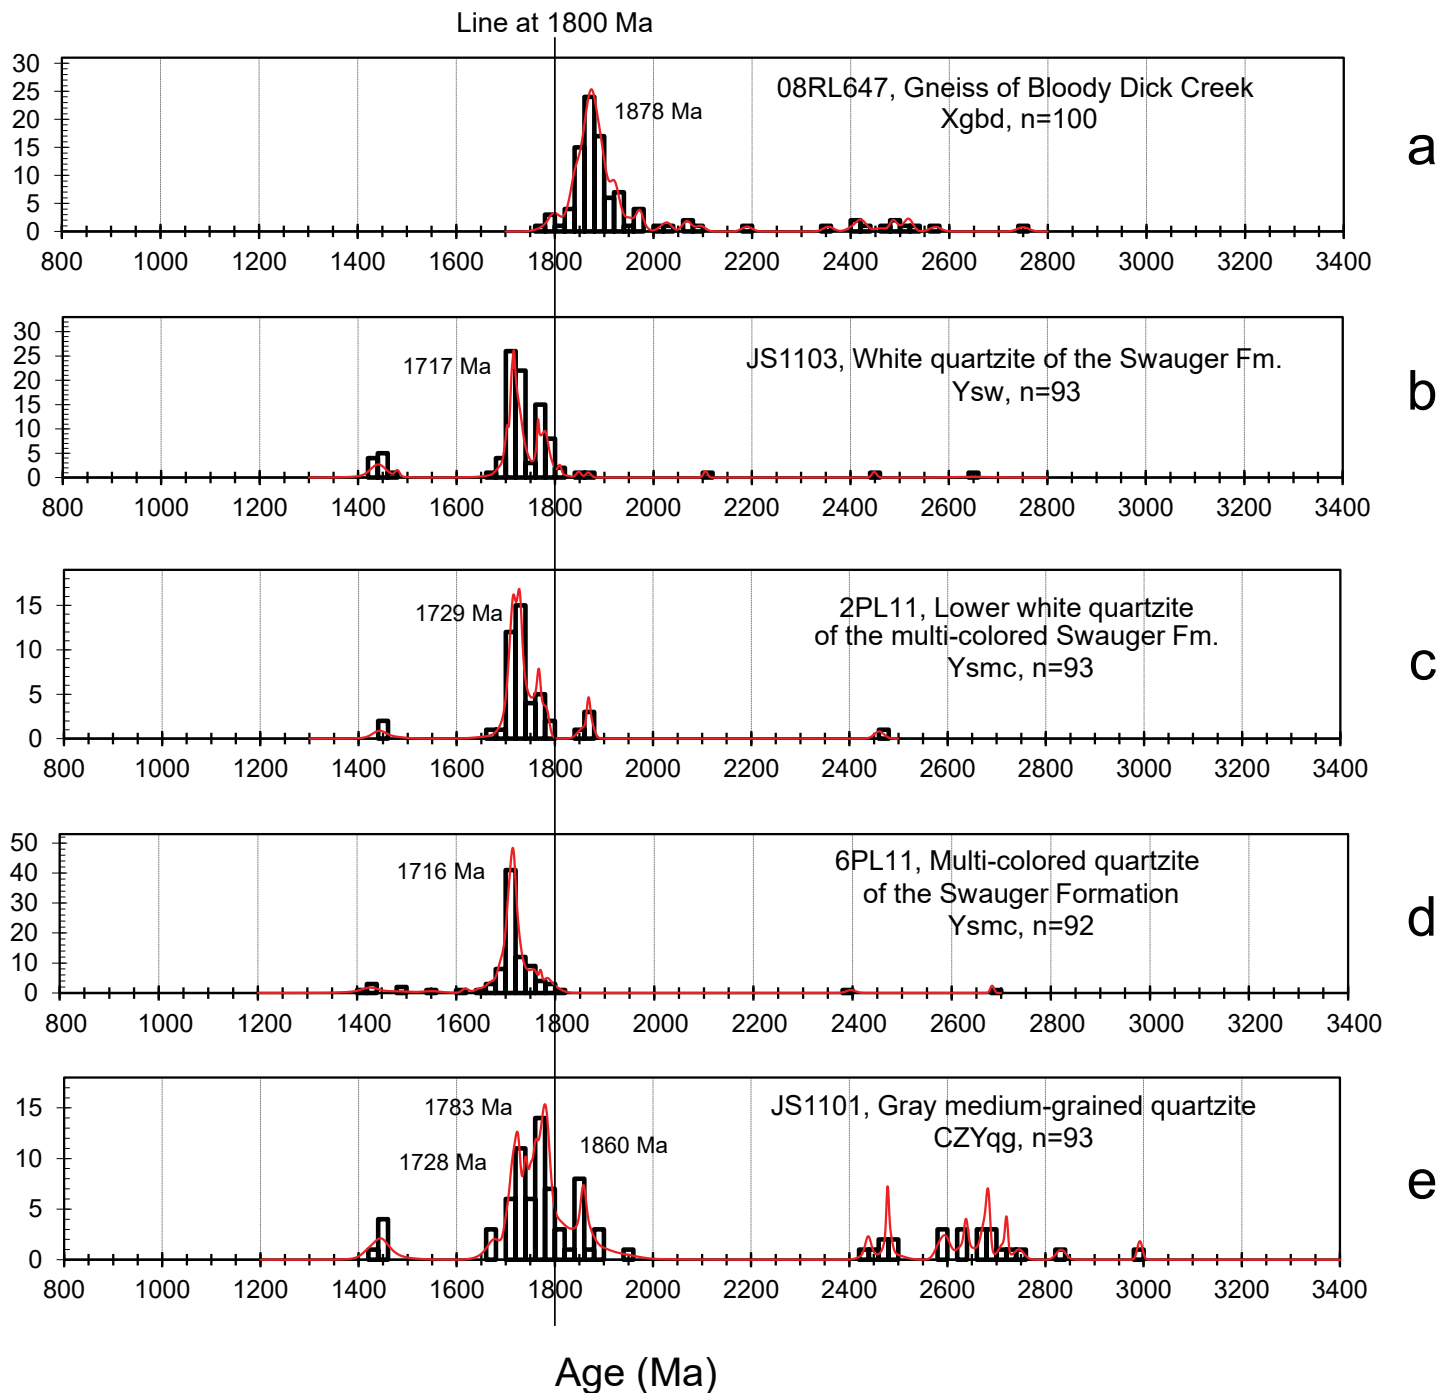 Line at 1800 Ma
30
25
20
15
10
5
0
08RL647, Gneiss of Bloody Dick Creek
Xgbd, n=100
1878 Ma
a
800 1000 1200 1400 1600 1800 2000 2200 2400 2600 2800 3000 3200 3400
30
25
20
15
10
5
0
1717 Ma
JS1103, White quartzite of the Swauger Fm.
Ysw, n=93
b
800 1000 1200 1400 1600 1800 2000 2200 2400 2600 2800 3000 3200 3400
15
10
5
0
1729 Ma
2PL11, Lower white quartzite
of the multi-colored Swauger Fm.
Ysmc, n=93
c
800 1000 1200 1400 1600 1800 2000 2200 2400 2600 2800 3000 3200 3400
50
40
30
20
10
0
1716 Ma
6PL11, Multi-colored quartzite
of the Swauger Formation
Ysmc, n=92
d
800 1000 1200 1400 1600 1800 2000 2200 2400 2600 2800 3000 3200 3400
15
10
5
0
1783 Ma
1728 Ma
1860 Ma
JS1101, Gray medium-grained quartzite
CZYqg, n=93
e
800 1000 1200 1400 1600 1800 2000 2200 2400 2600 2800 3000 3200 3400
Age (Ma)